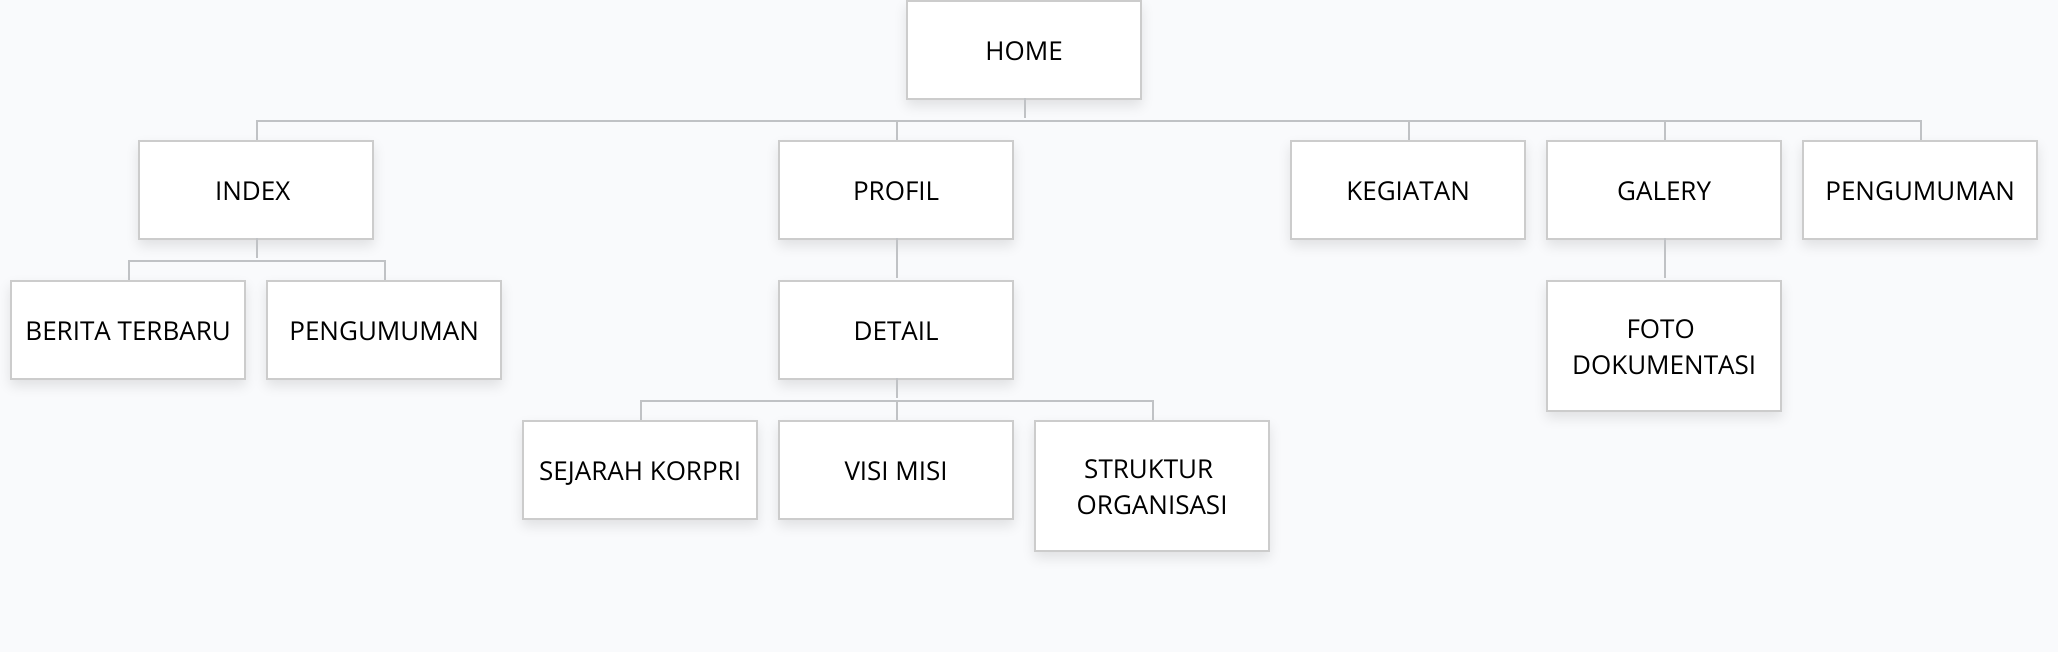 HOME
INDEX
PROFIL
KEGIATAN
GALERY
PENGUMUMAN
BERITA TERBARU
PENGUMUMAN
DETAIL
FOTO
DOKUMENTASI
SEJARAH KORPRI
VISI MISI
STRUKTUR
ORGANISASI